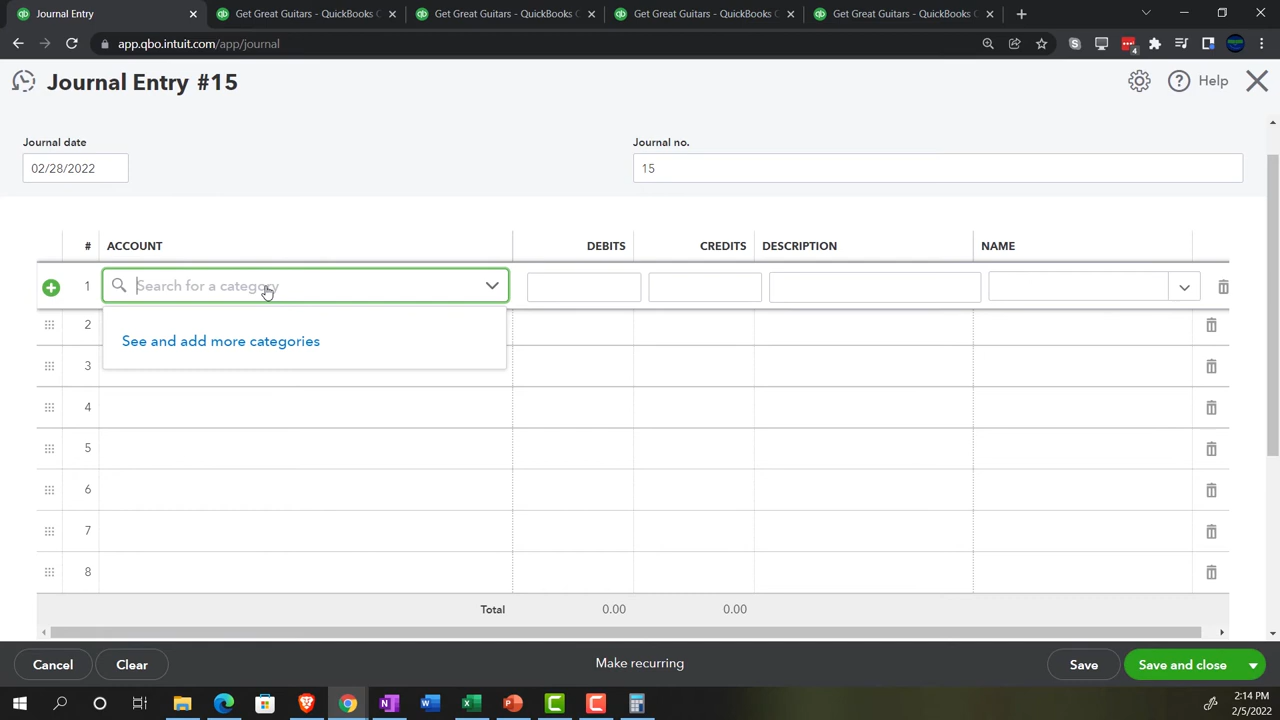 Journal Entry
Get Great Guitars - QuickBooks
Get Great Guitars - QuickBooks
Get Great Guitars - QuickBooks
Get Great Guitars - QuickBooks
app.qbo.intuit.com/app/journal
4
Journal Entry #15
Help
Journal date
Journal no.
02/28/2022
15
# ACCOUNT DEBITS CREDITS DESCRIPTION NAME
1 Search for a category
2
See and add more categories
3
4
5
6
7
8
Total 0.00 0.00
Cancel Clear Make recurring Save Save and close
2:14 PM
2/5/2022